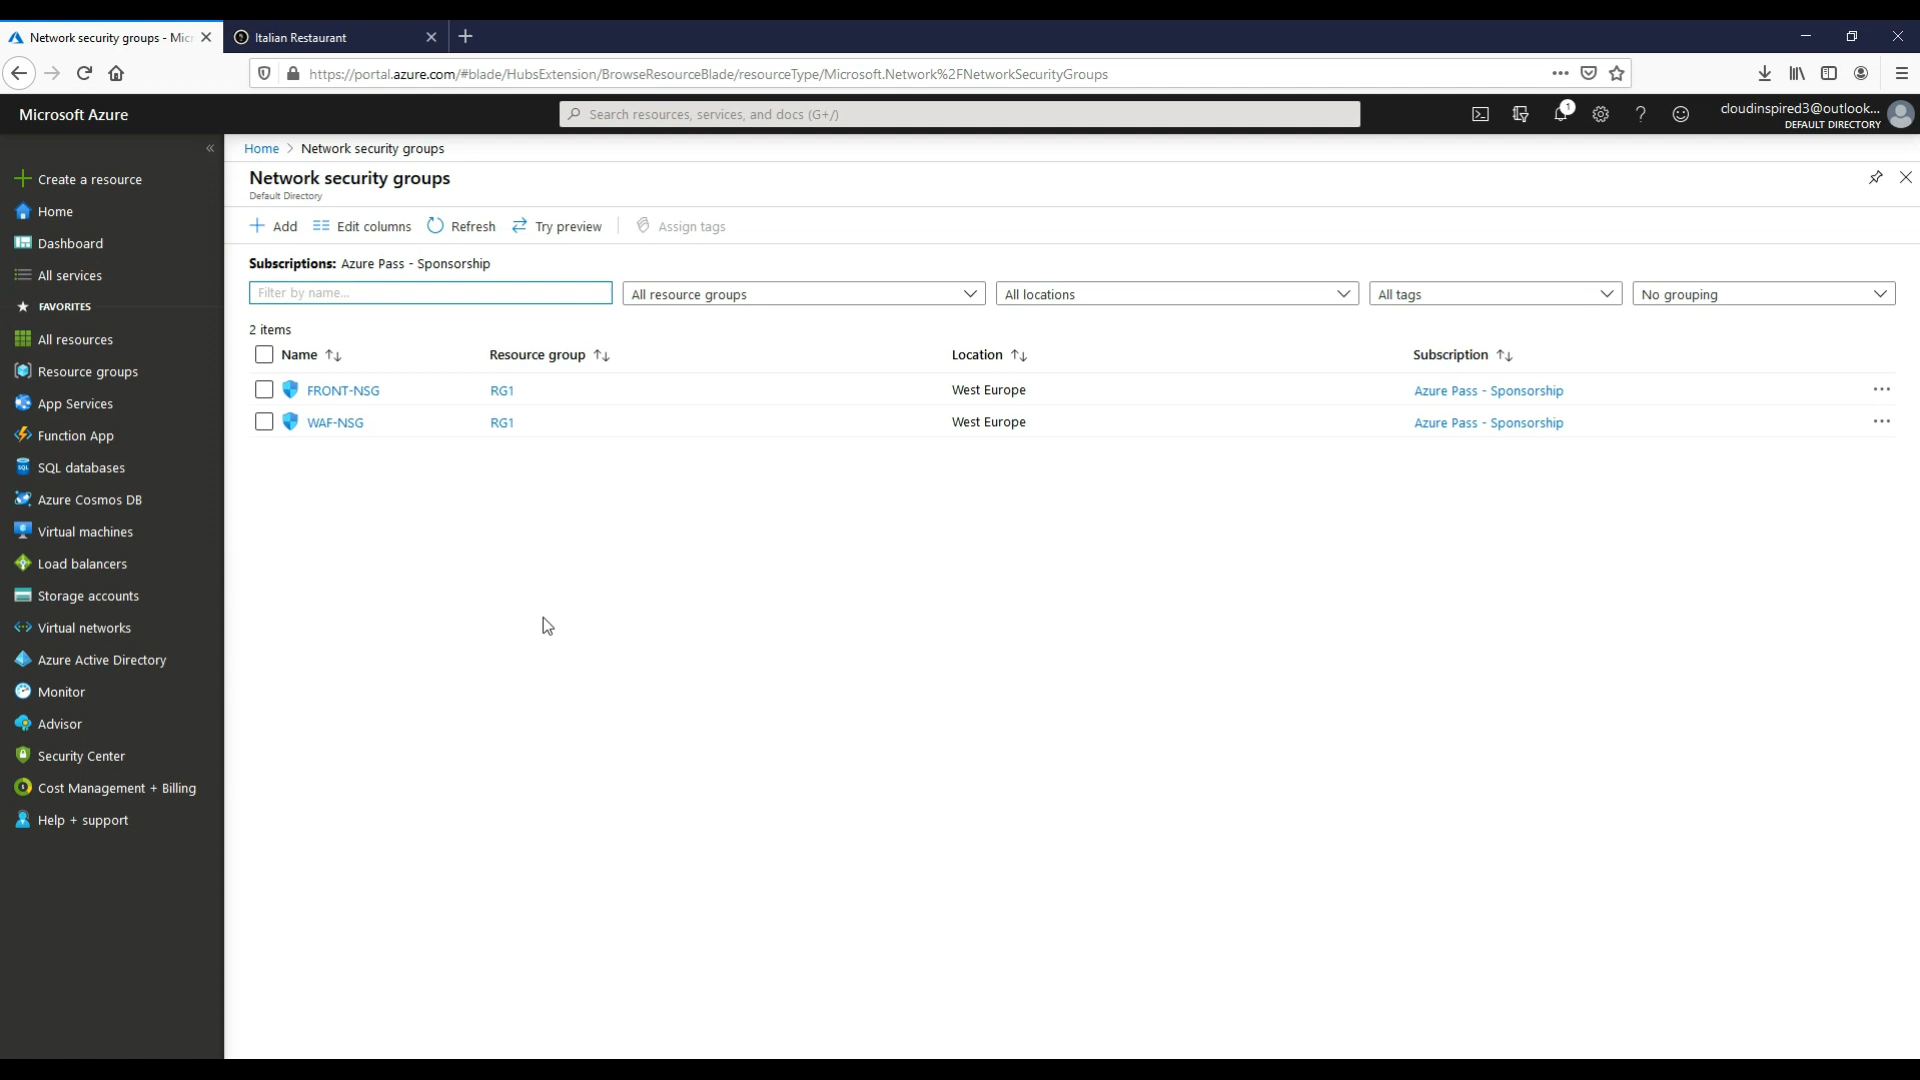 Network security groups - Mic
Italian Restaurant
https://portal.azure.com/#blade/HubsExtension/BrowseResourceBlade/resourceType/Microsoft.Network%2FNetworkSecurityGroups
Microsoft Azure
Search resources, services, and docs (G+/)
1
cloudinspired3@outlook...
DEFAULT DIRECTORY
Create a resource
Home
Dashboard
All services
FAVORITES
All resources
Resource groups
App Services
Function App
SQL databases
Azure Cosmos DB
Virtual machines
Load balancers
Storage accounts
Virtual networks
Azure Active Directory
Monitor
Advisor
Security Center
Cost Management + Billing
Help + support
Home > Network security groups
Network security groups
Default Directory
Add Edit columns Refresh Try preview Assign tags
Subscriptions: Azure Pass - Sponsorship
Filter by name... All resource groups All locations All tags No grouping
2 items
Name Resource group Location Subscription
FRONT-NSG RG1 West Europe Azure Pass - Sponsorship
WAF-NSG RG1 West Europe Azure Pass - Sponsorship